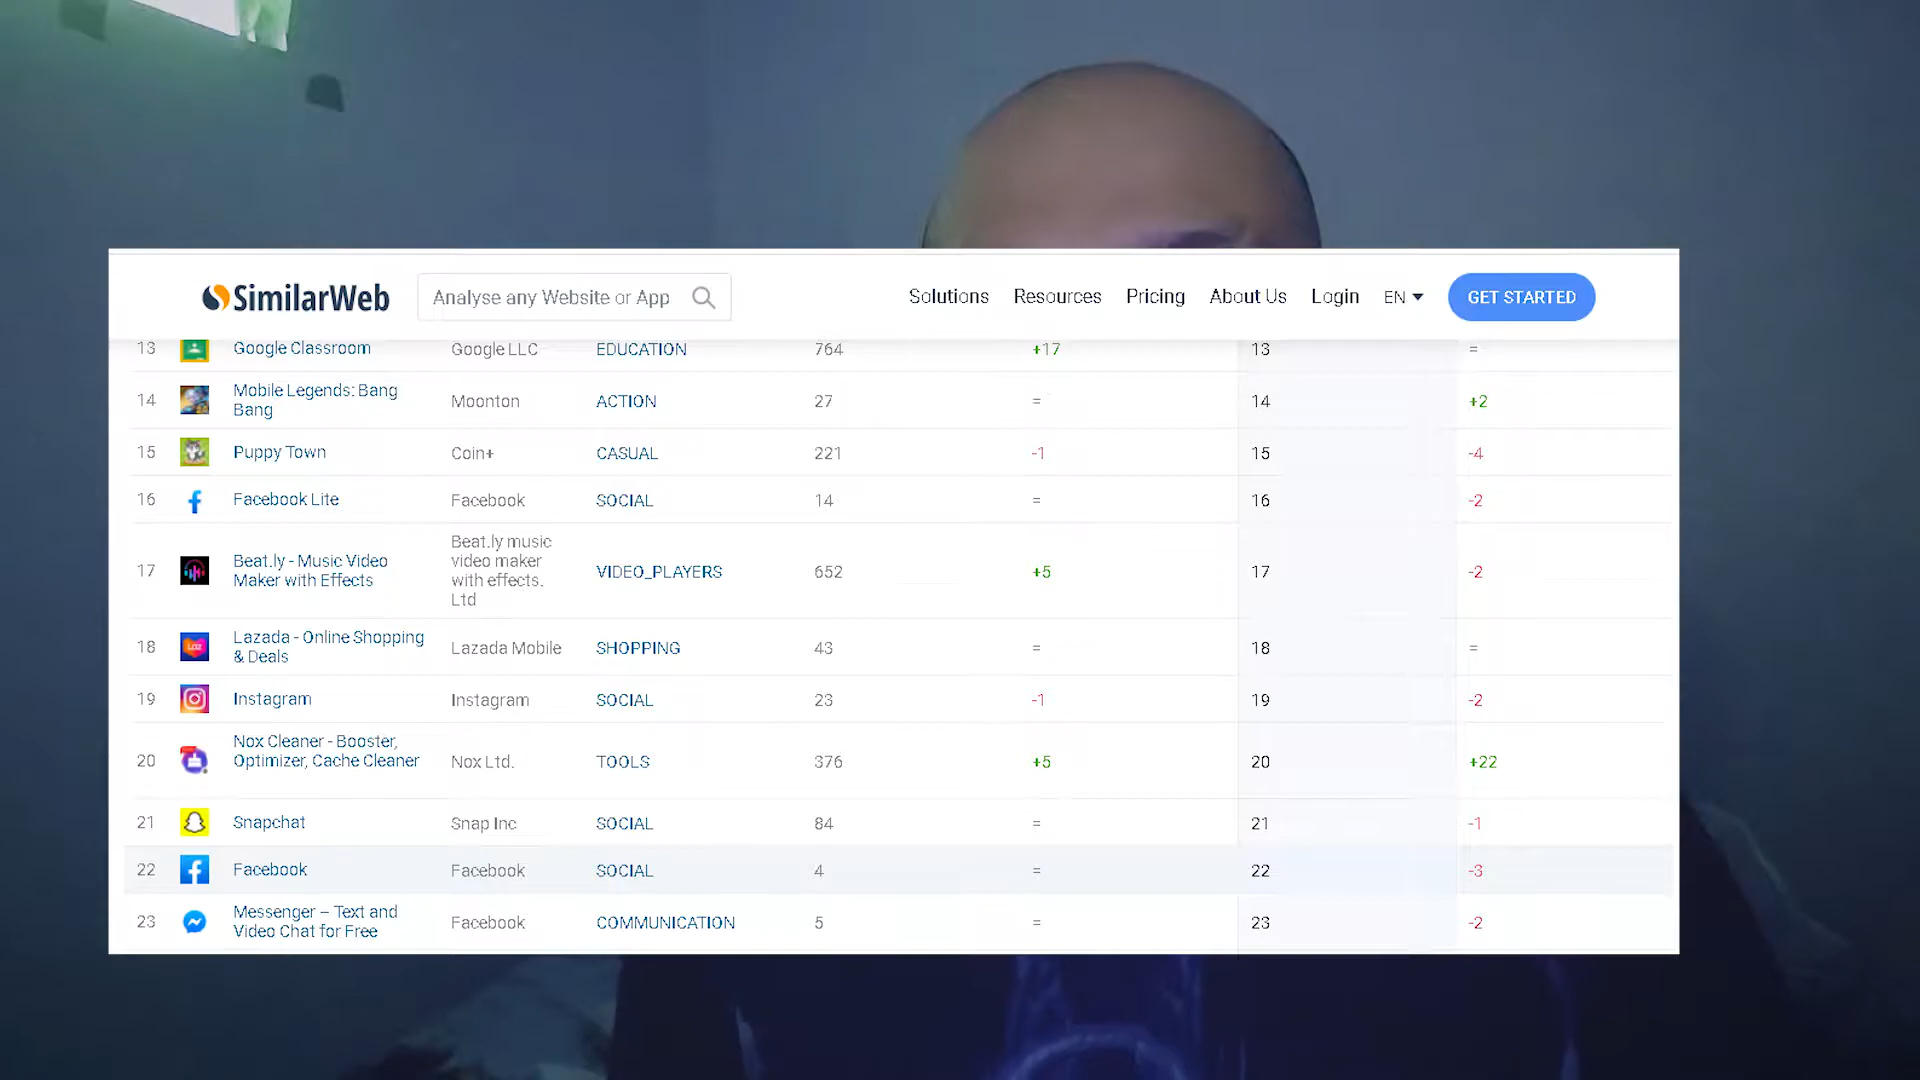 SimilarWeb Analyse any Website or App Solutions Resources Pricing About Us Login EN GET STARTED
13 Google Classroom Google LLC EDUCATION 764 +17 13 =
14 Mobile Legends: Bang Bang Moonton ACTION 27 = 14 +2
15 Puppy Town Coin+ CASUAL 221 -1 15 -4
16 Facebook Lite Facebook SOCIAL 14 = 16 -2
17 Beat.ly - Music Video Maker with Effects Beat.ly music video maker with effects. Ltd VIDEO_PLAYERS 652 +5 17 -2
18 Lazada - Online Shopping & Deals Lazada Mobile SHOPPING 43 = 18 =
19 Instagram Instagram SOCIAL 23 -1 19 -2
20 Nox Cleaner - Booster, Optimizer, Cache Cleaner Nox Ltd. TOOLS 376 +5 20 +22
21 Snapchat Snap Inc SOCIAL 84 = 21 -1
22 Facebook Facebook SOCIAL 4 = 22 -3
23 Messenger – Text and Video Chat for Free Facebook COMMUNICATION 5 = 23 -2